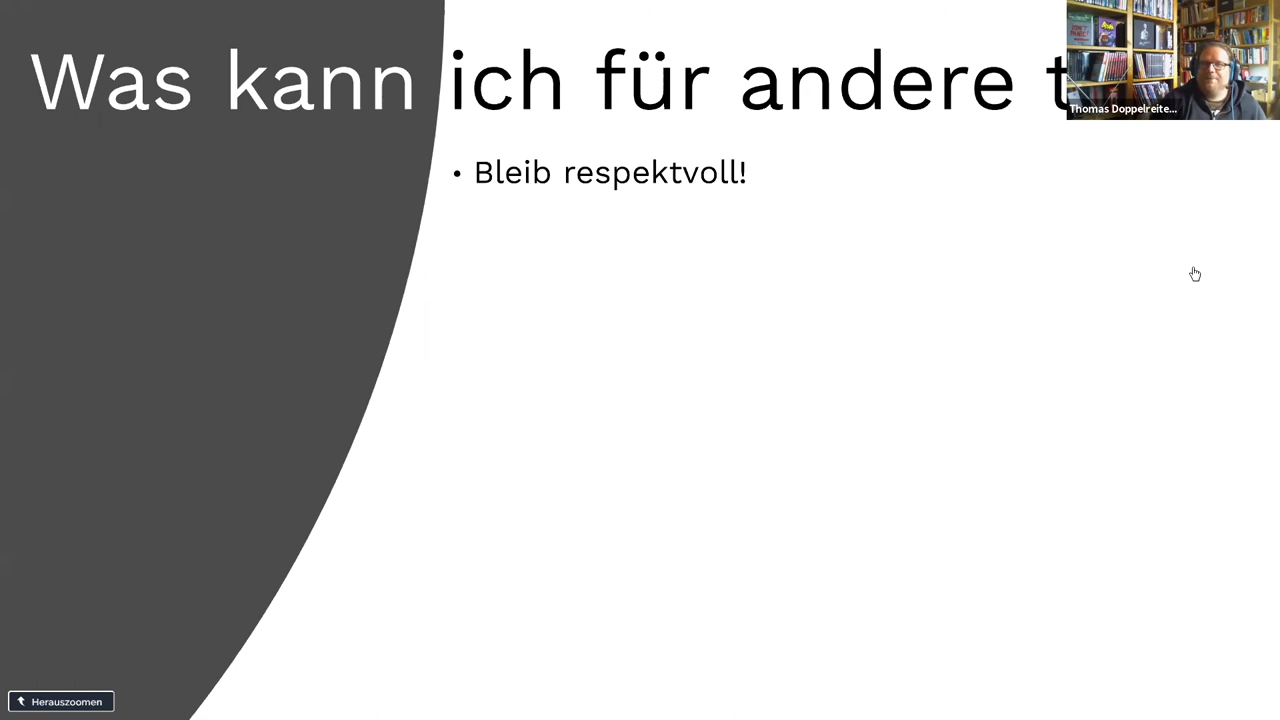 Was kann ich für andere t
• Bleib respektvoll!
Thomas Doppelreite...
Herauszoomen